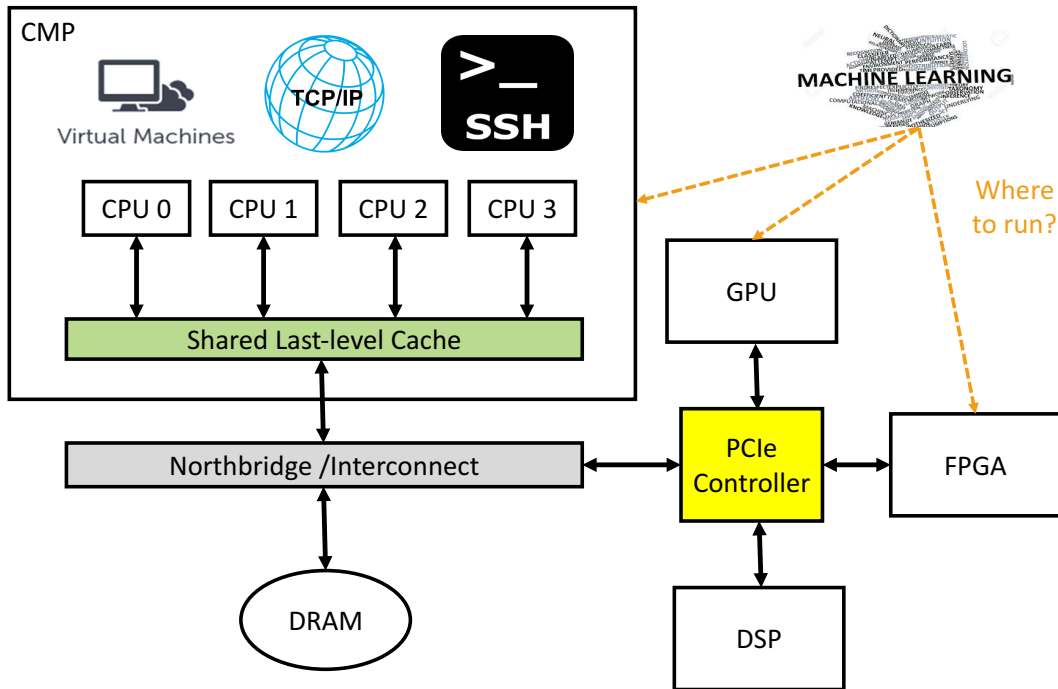 CMP
Virtual Machines
TCP/IP
>_
SSH
MACHINE LEARNING
CPU 0
CPU 1
CPU 2
CPU 3
Where
to run?
GPU
Shared Last-level Cache
Northbridge /Interconnect
PCIe
Controller
FPGA
DRAM
DSP